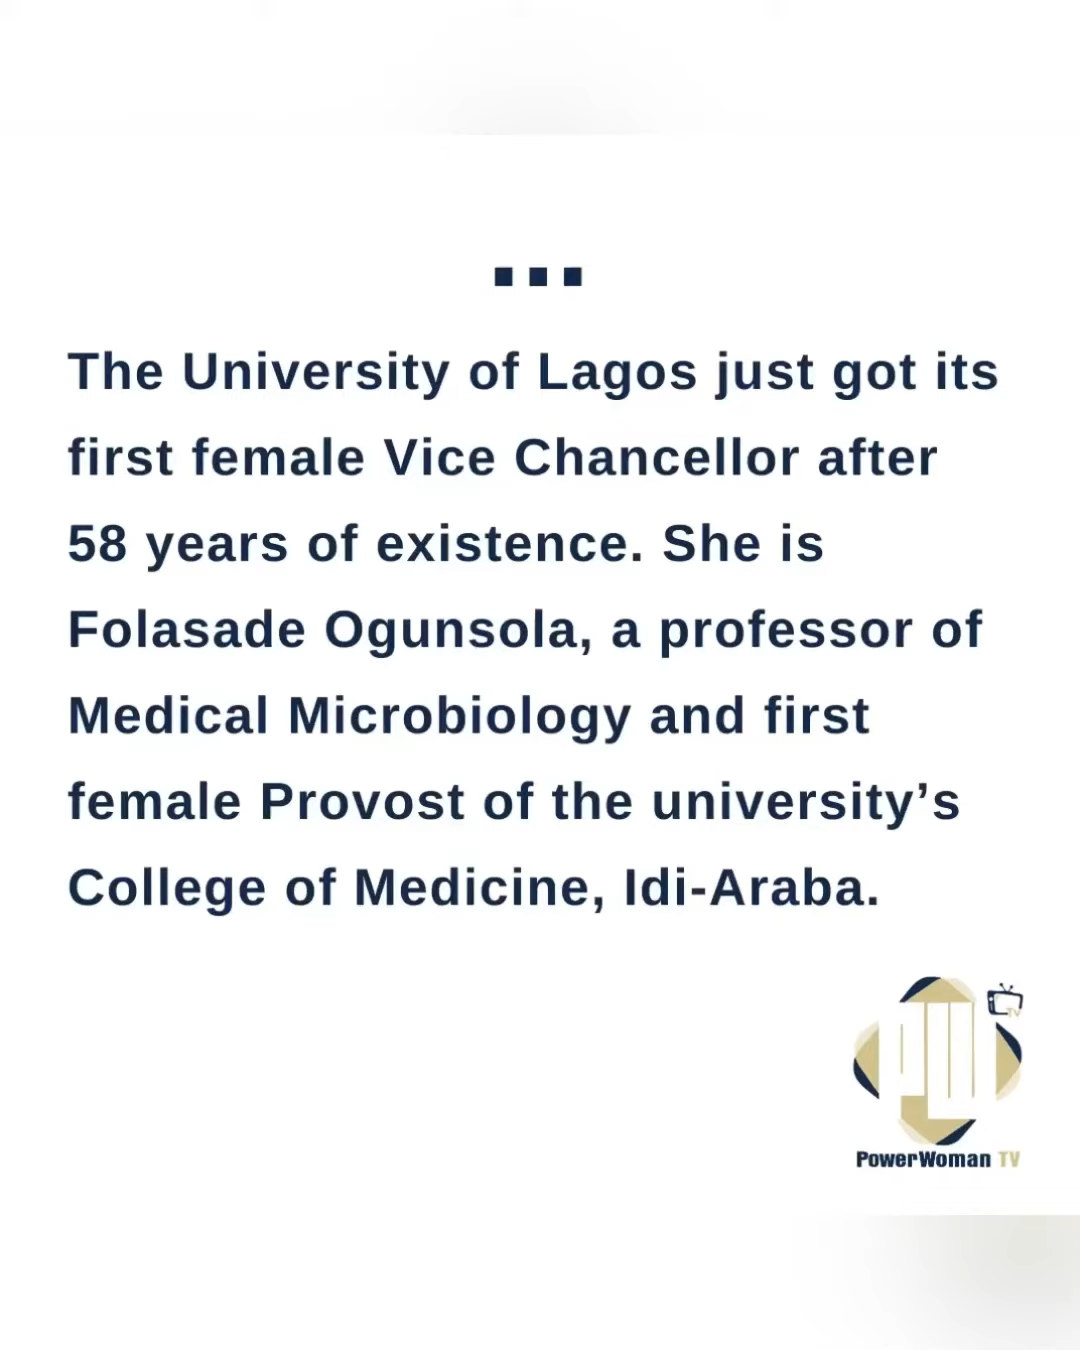 The University of Lagos just got its
first female Vice Chancellor after
58 years of existence. She is
Folasade Ogunsola, a professor of
Medical Microbiology and first
female Provost of the university’s
College of Medicine, Idi-Araba.
PW
TV
PowerWoman TV